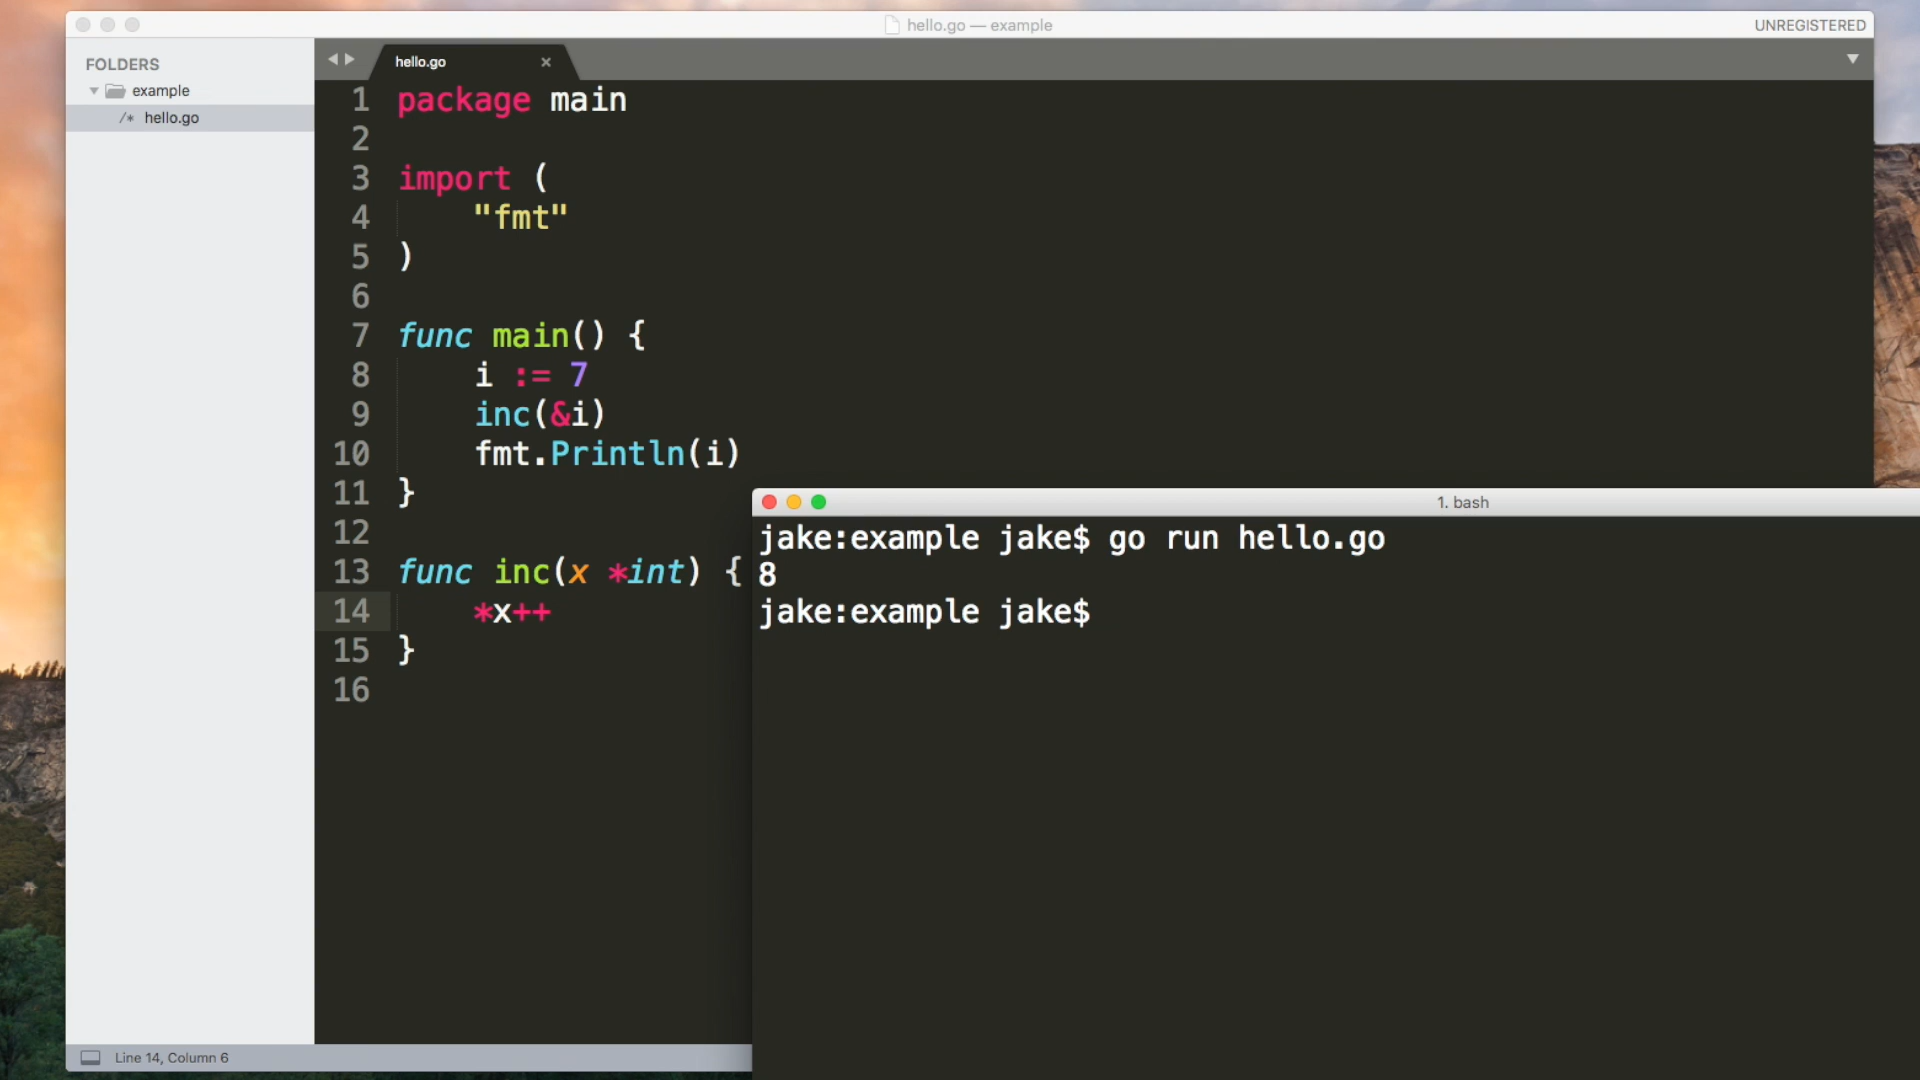 hello.go — example
UNREGISTERED
FOLDERS
example
/* hello.go
hello.go ×
1 package main
2
3 import (
4 "fmt"
5 )
6
7 func main() {
8 i := 7
9 inc(&i)
10 fmt.Println(i)
11 }
12
13 func inc(x *int) {
14 *x++
15 }
16
1. bash
jake:example jake$ go run hello.go
8
jake:example jake$
Line 14, Column 6